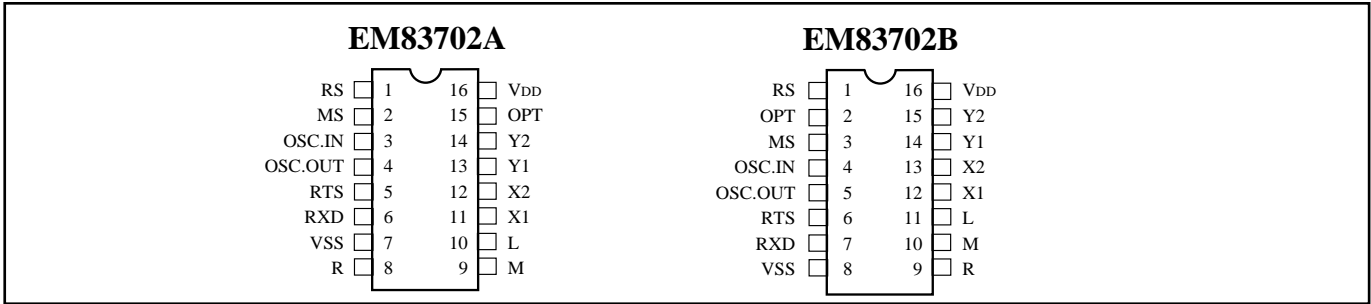 EM83702A
RS 1 16 VDD
MS 2 15 OPT
OSC.IN 3 14 Y2
OSC.OUT 4 13 Y1
RTS 5 12 X2
RXD 6 11 X1
VSS 7 10 L
R 8 9 M
EM83702B
RS 1 16 VDD
OPT 2 15 Y2
MS 3 14 Y1
OSC.IN 4 13 X2
OSC.OUT 5 12 X1
RTS 6 11 L
RXD 7 10 M
VSS 8 9 R